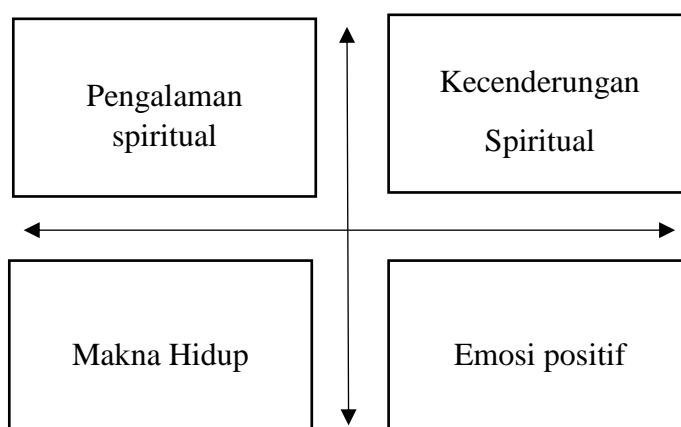 Pengalaman
spiritual
Kecenderungan
Spiritual
Makna Hidup
Emosi positif